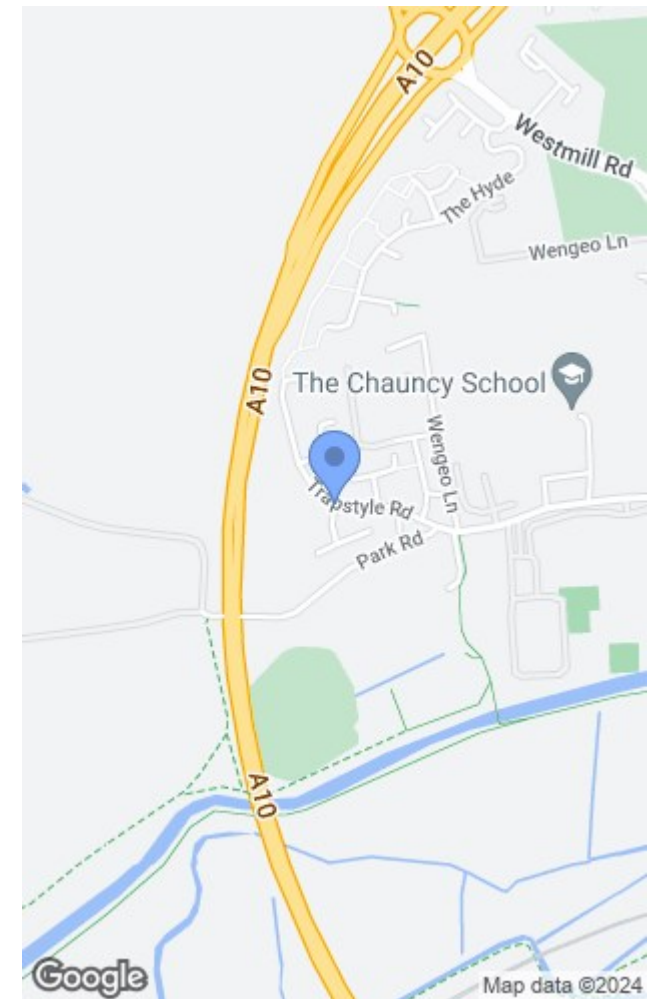 A10
Westmill Rd
The Hyde
Wengeo Ln
A10
The Chauncy School
Wengeo Ln
Trapstyle Rd
Park Rd
A10
Google
Map data ©2024